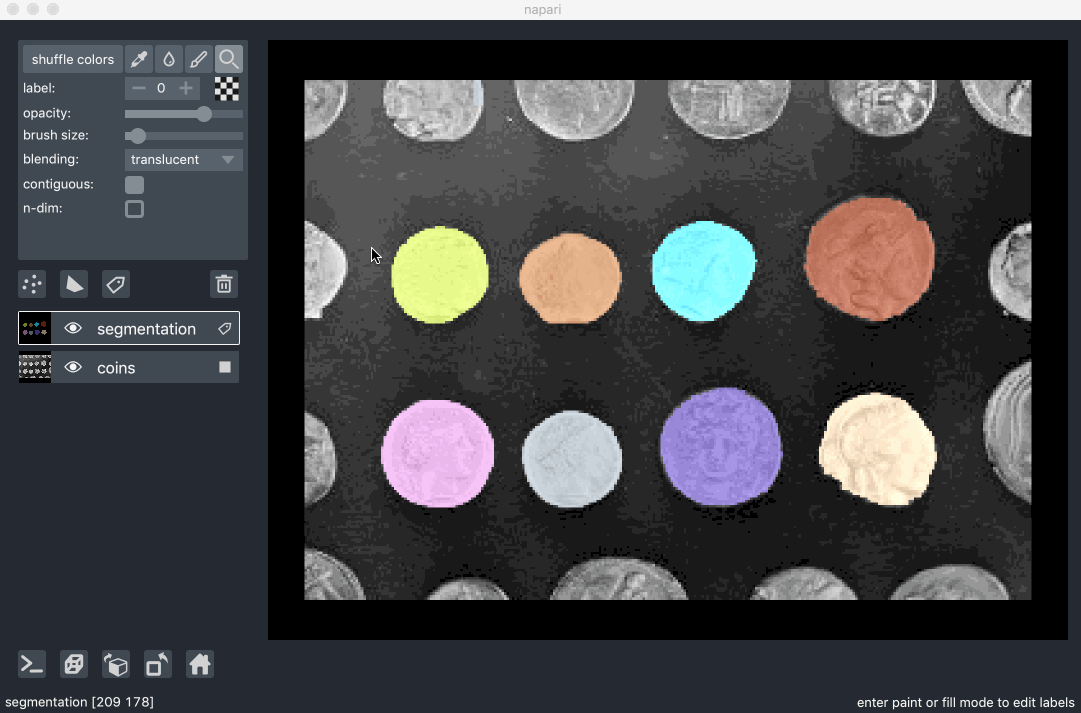 napari
shuffle colors
label: 0
opacity:
brush size:
blending: translucent
contiguous:
n-dim:
segmentation
coins
segmentation [209 178]
enter paint or fill mode to edit labels